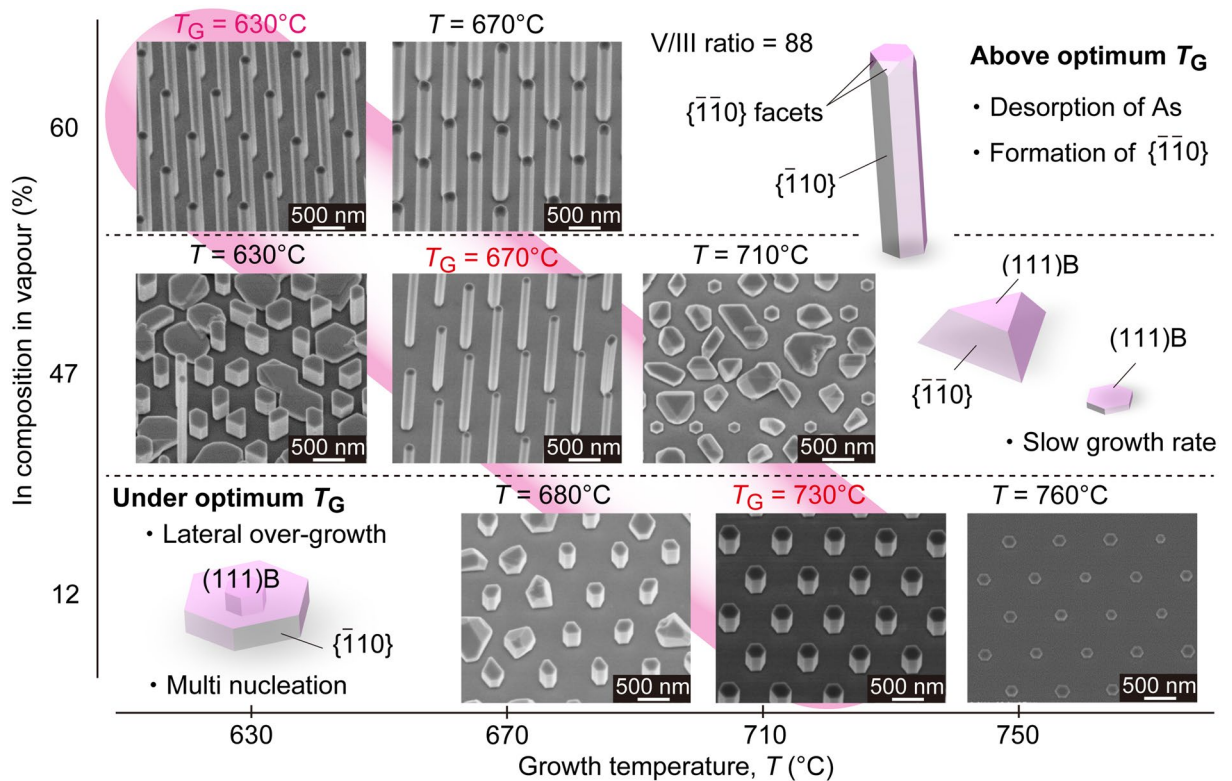 T_G = 630°C
T = 670°C
V/III ratio = 88
Above optimum T_G
{1̄1̄0} facets
・Desorption of As
・Formation of {1̄1̄0}
{1̄10}
60
500 nm
500 nm
T = 630°C
T_G = 670°C
T = 710°C
(111)B
(111)B
{1̄1̄0}
47
500 nm
500 nm
500 nm
・Slow growth rate
In composition in vapour (%)
Under optimum T_G
・Lateral over-growth
(111)B
{1̄10}
・Multi nucleation
T = 680°C
T_G = 730°C
T = 760°C
12
500 nm
500 nm
500 nm
630
670
710
750
Growth temperature, T (°C)